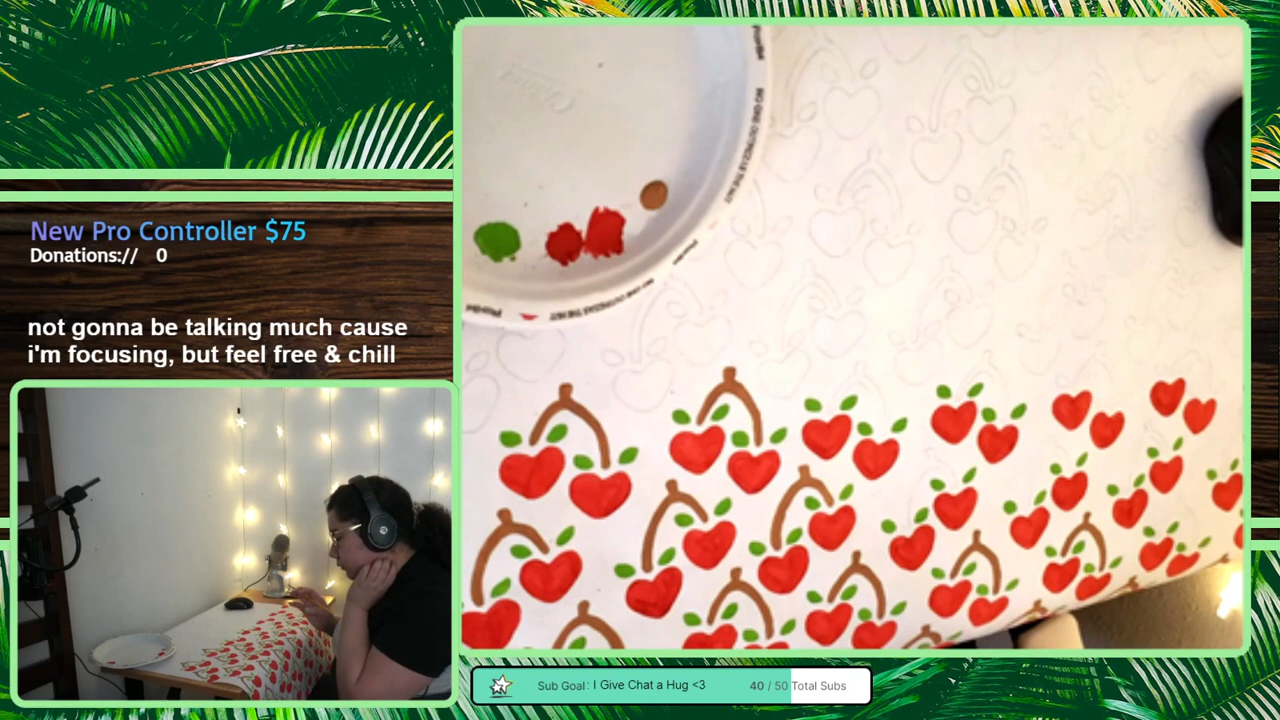 New Pro Controller $75
Donations:// 0
not gonna be talking much cause
i'm focusing, but feel free & chill
Sub Goal: I Give Chat a Hug <3 40 / 50 Total Subs